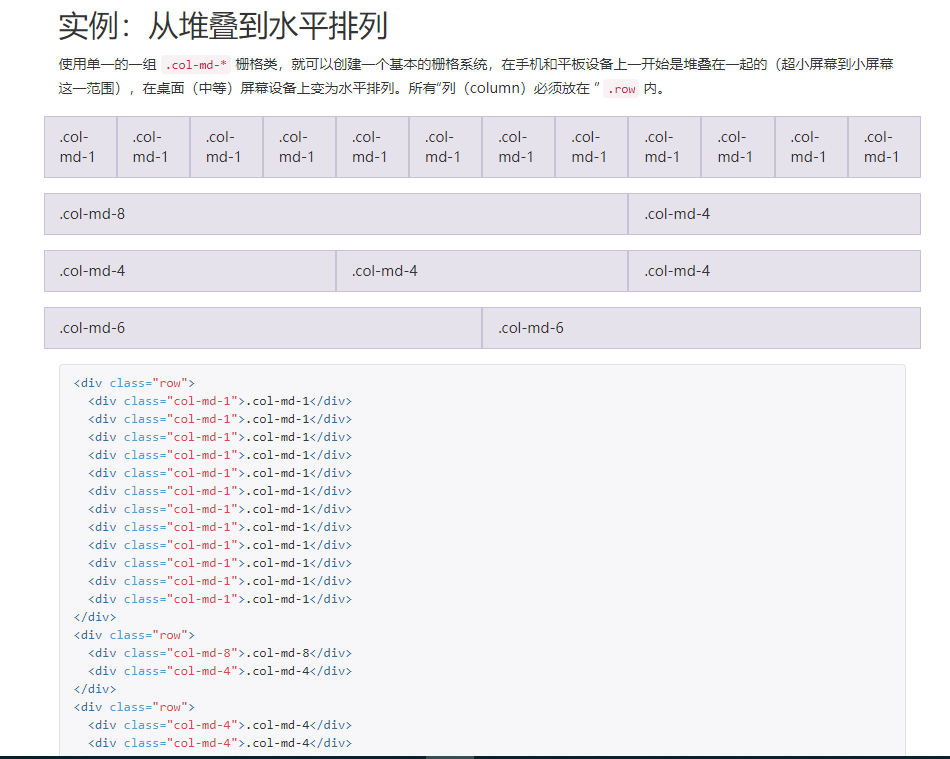 实例：从堆叠到水平排列
使用单一的一组 .col-md-* 栅格类，就可以创建一个基本的栅格系统，在手机和平板设备上一开始是堆叠在一起的（超小屏幕到小屏幕
这一范围），在桌面（中等）屏幕设备上变为水平排列。所有“列（column）必须放在 ” .row 内。
.col- .col- .col- .col- .col- .col- .col- .col- .col- .col- .col- .col-
md-1 md-1 md-1 md-1 md-1 md-1 md-1 md-1 md-1 md-1 md-1 md-1
.col-md-8 .col-md-4
.col-md-4 .col-md-4 .col-md-4
.col-md-6 .col-md-6
<div class="row">
  <div class="col-md-1">.col-md-1</div>
  <div class="col-md-1">.col-md-1</div>
  <div class="col-md-1">.col-md-1</div>
  <div class="col-md-1">.col-md-1</div>
  <div class="col-md-1">.col-md-1</div>
  <div class="col-md-1">.col-md-1</div>
  <div class="col-md-1">.col-md-1</div>
  <div class="col-md-1">.col-md-1</div>
  <div class="col-md-1">.col-md-1</div>
  <div class="col-md-1">.col-md-1</div>
  <div class="col-md-1">.col-md-1</div>
  <div class="col-md-1">.col-md-1</div>
</div>
<div class="row">
  <div class="col-md-8">.col-md-8</div>
  <div class="col-md-4">.col-md-4</div>
</div>
<div class="row">
  <div class="col-md-4">.col-md-4</div>
  <div class="col-md-4">.col-md-4</div>